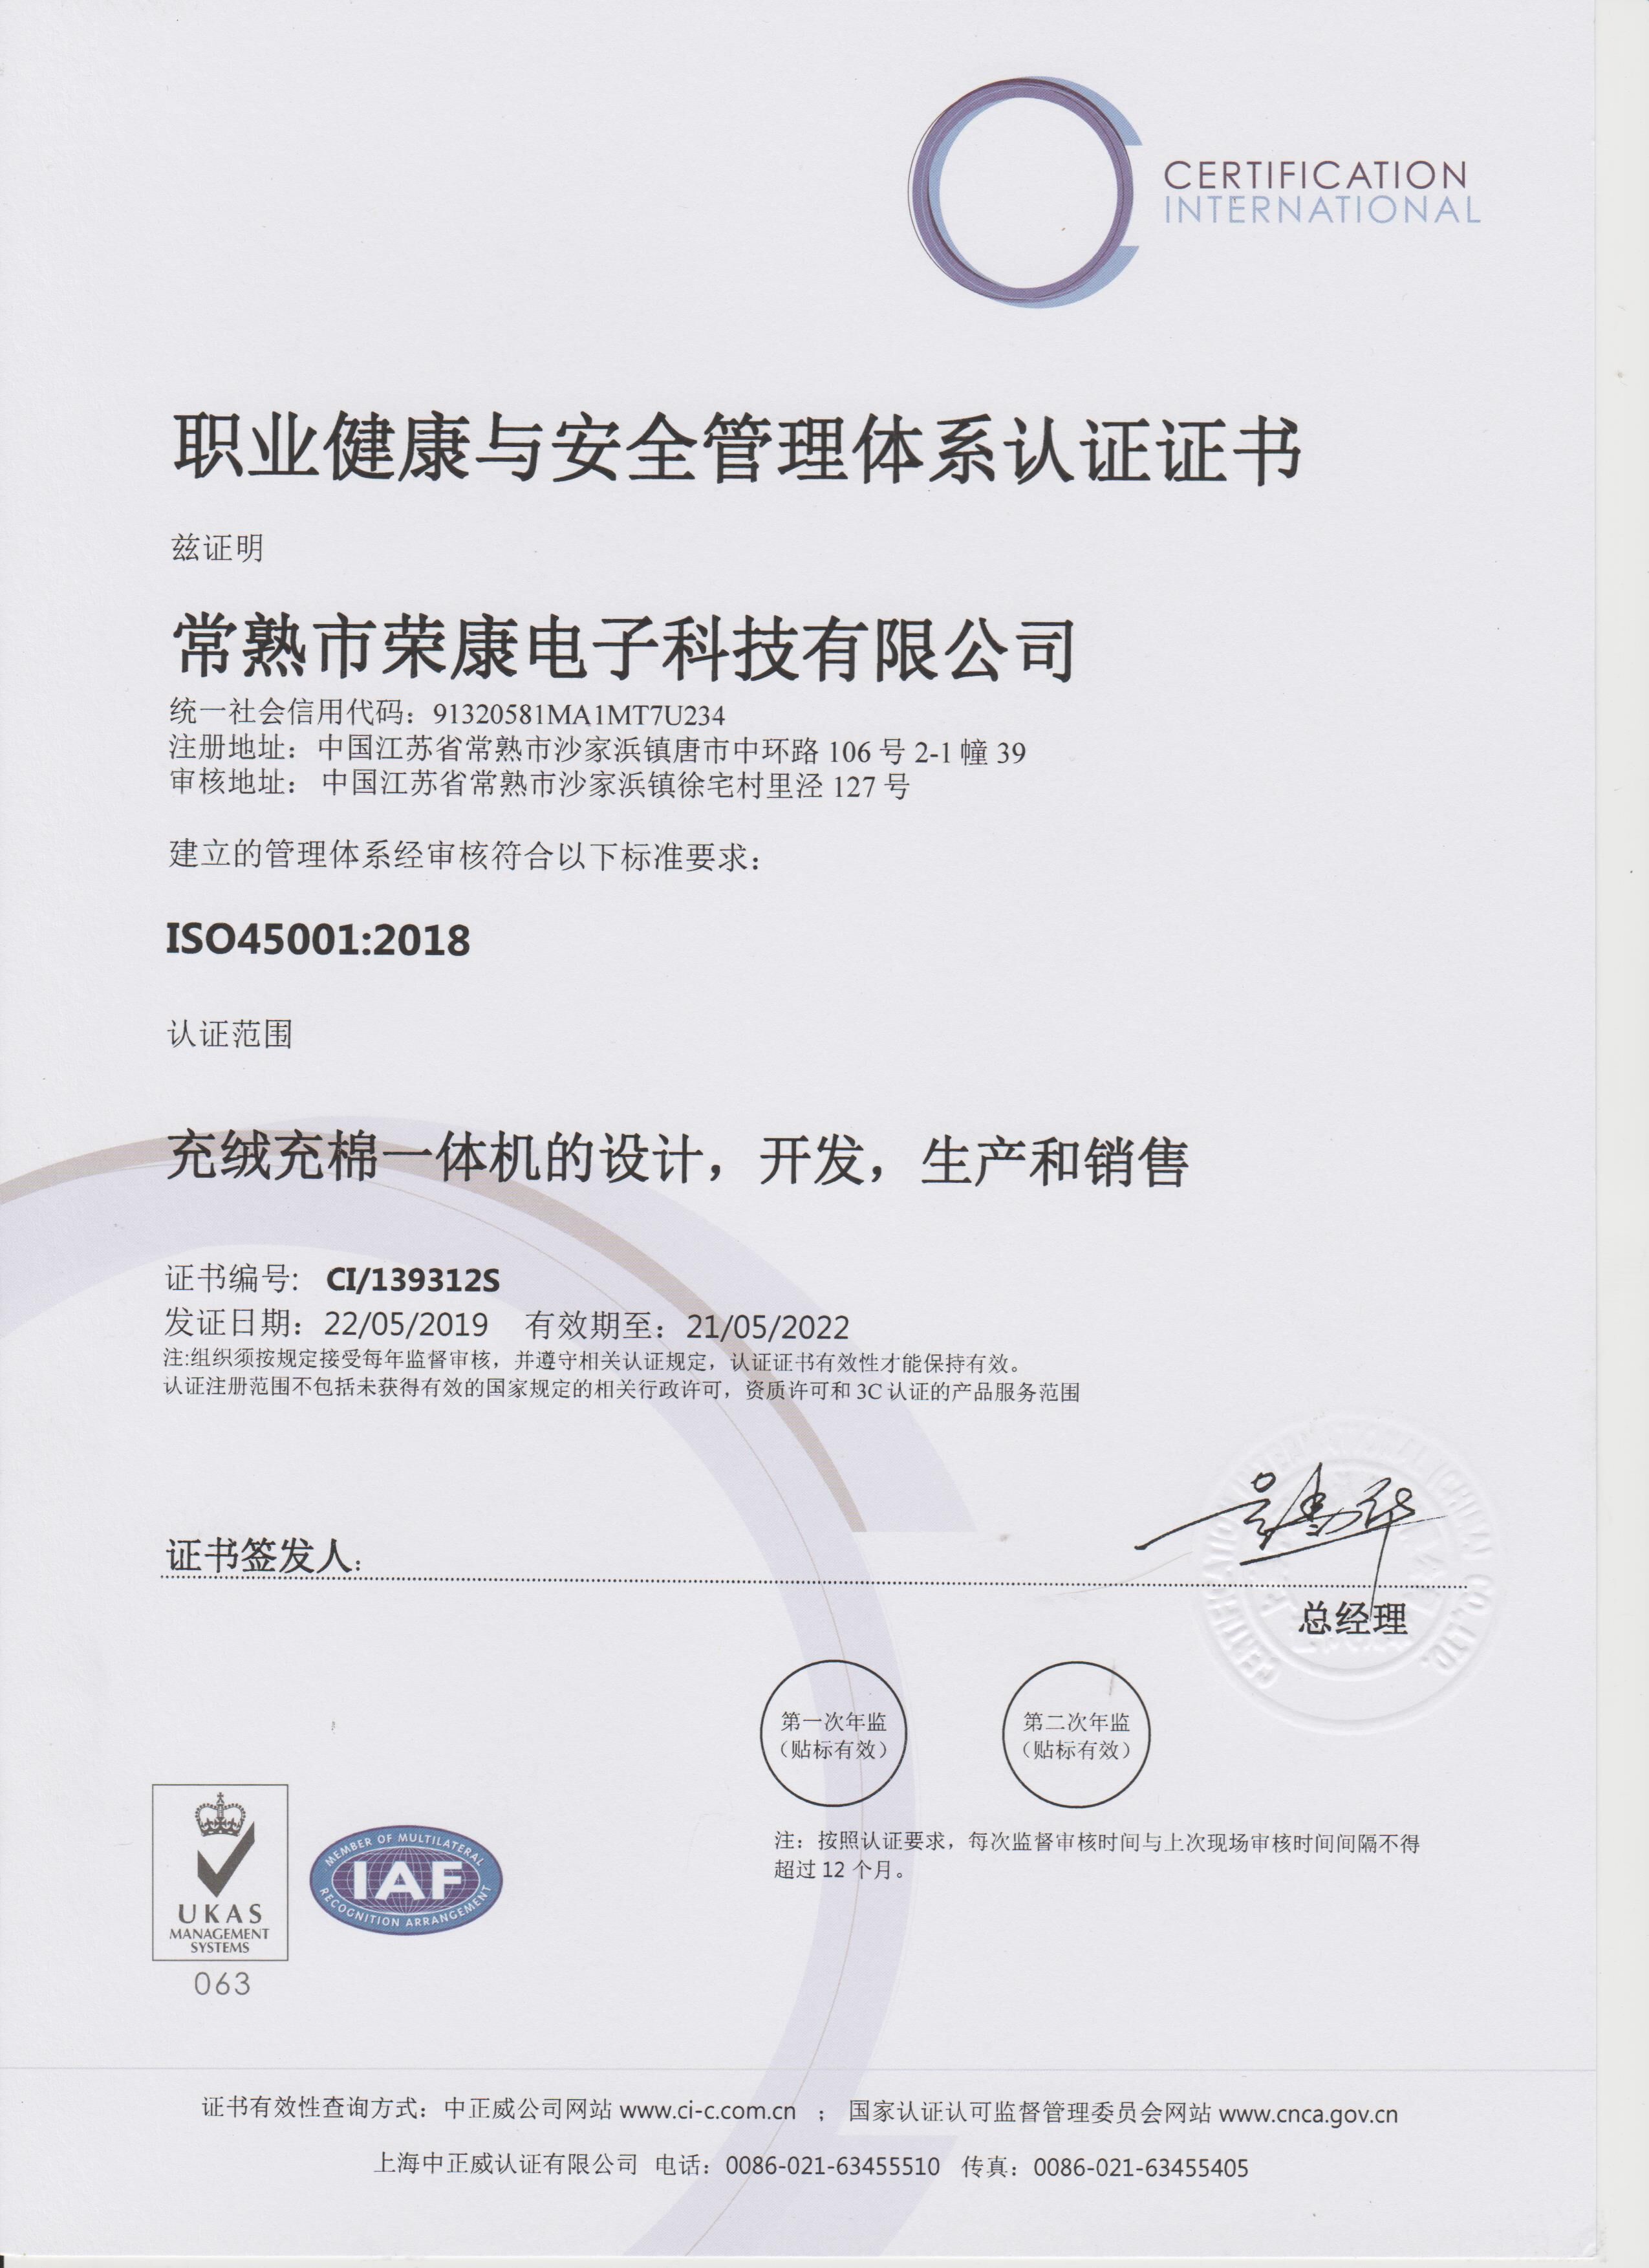 CERTIFICATION
INTERNATIONAL
职业健康与安全管理体系认证证书
兹证明
常熟市荣康电子科技有限公司
统一社会信用代码：91320581MA1MT7U234
注册地址： 中国江苏省常熟市沙家浜镇唐市中环路 106 号 2-1 幢 39
审核地址： 中国江苏省常熟市沙家浜镇徐宅村里泾 127 号
建立的管理体系经审核符合以下标准要求：
ISO45001:2018
认证范围
充绒充棉一体机的设计，开发，生产和销售
证书编号: CI/139312S
发证日期：22/05/2019 有效期至：21/05/2022
注:组织须按规定接受每年监督审核，并遵守相关认证规定，认证证书有效性才能保持有效。
认证注册范围不包括未获得有效的国家规定的相关行政许可，资质许可和 3C 认证的产品服务范围
证书签发人：
总经理
第一次年监
（贴标有效）
第二次年监
（贴标有效）
注：按照认证要求，每次监督审核时间与上次现场审核时间间隔不得
超过 12 个月。
UKAS
MANAGEMENT
SYSTEMS
063
MEMBER OF MULTILATERAL
IAF
RECOGNITION ARRANGEMENT
证书有效性查询方式：中正威公司网站 www.ci-c.com.cn ； 国家认证认可监督管理委员会网站 www.cnca.gov.cn
上海中正威认证有限公司 电话：0086-021-63455510 传真：0086-021-63455405